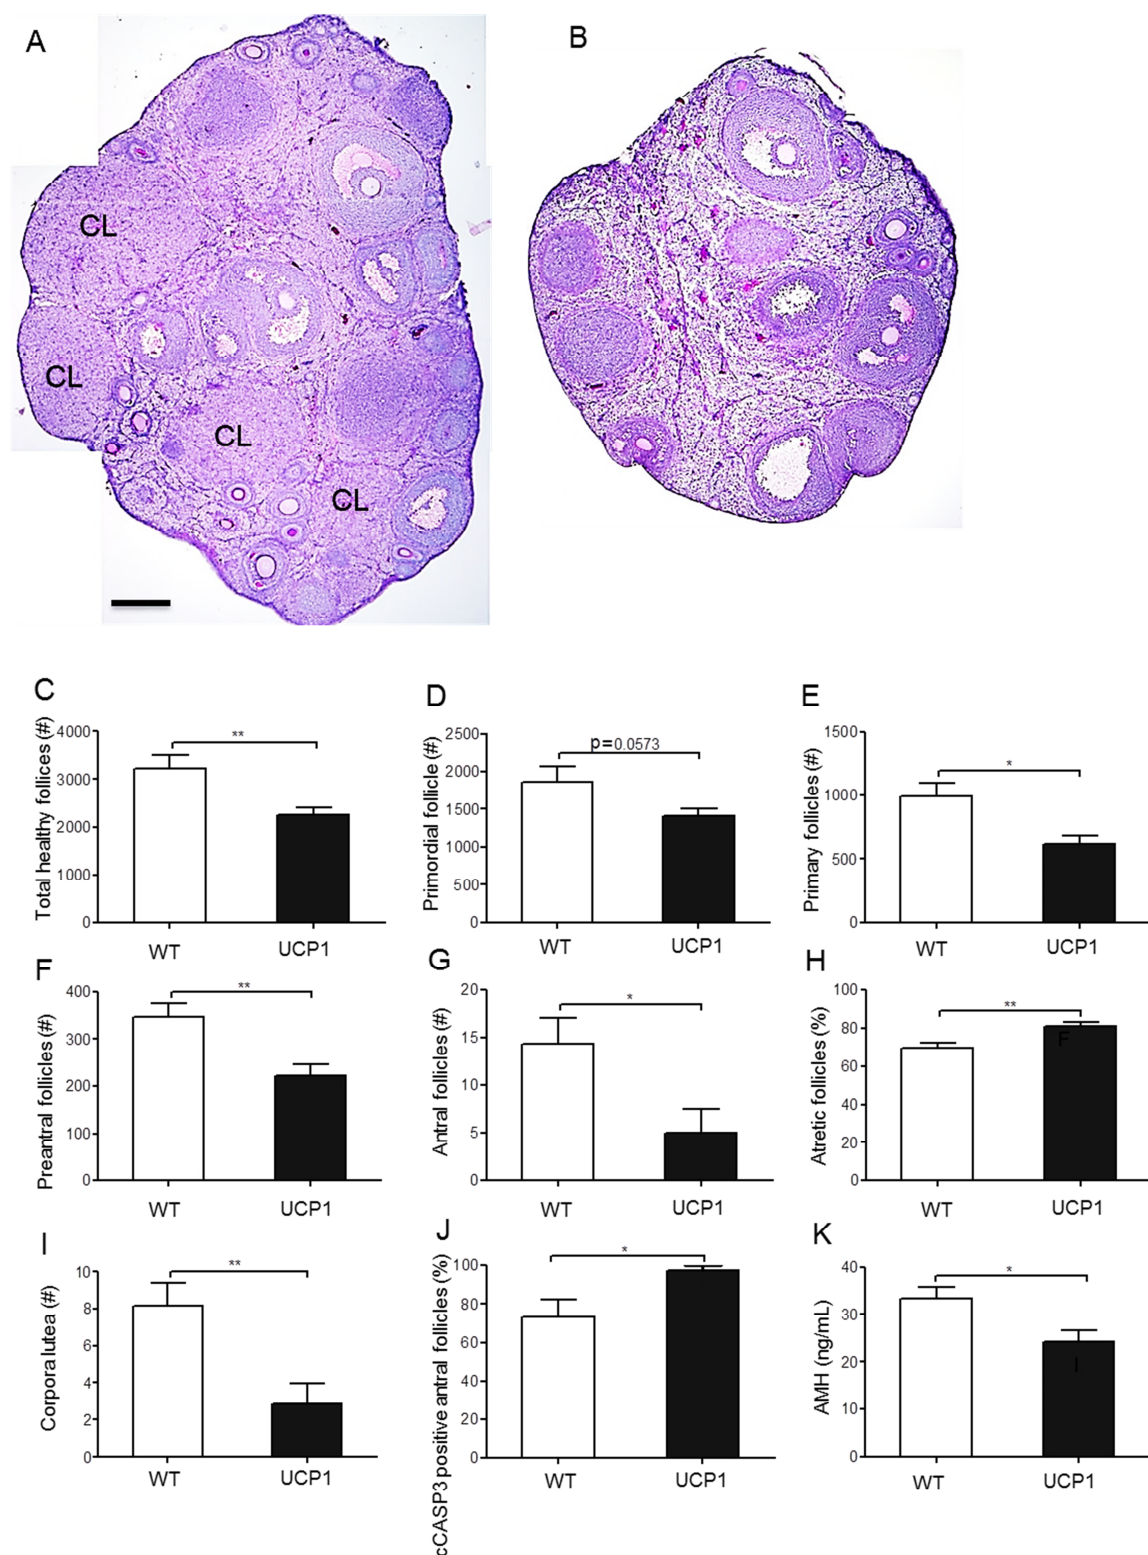 A
B
CL
CL
CL
CL
C
Total healthy follices (#)
4000
3000
2000
1000
0
**
WT
UCP1
D
Primordial follicle (#)
2500
2000
1500
1000
500
0
p=0.0573
WT
UCP1
E
Primary follicles (#)
1500
1000
500
0
*
WT
UCP1
F
Preantral follicles (#)
400
300
200
100
0
**
WT
UCP1
G
Antral follicles (#)
20
15
10
5
0
*
WT
UCP1
H
Atretic follicles (%)
100
80
60
40
20
0
**
F
WT
UCP1
I
Corpora lutea (#)
10
8
6
4
2
0
**
WT
UCP1
J
cCASP3 positive antral follicles (%)
100
80
60
40
20
0
*
WT
UCP1
K
AMH (ng/mL)
40
30
20
10
0
*
I
WT
UCP1